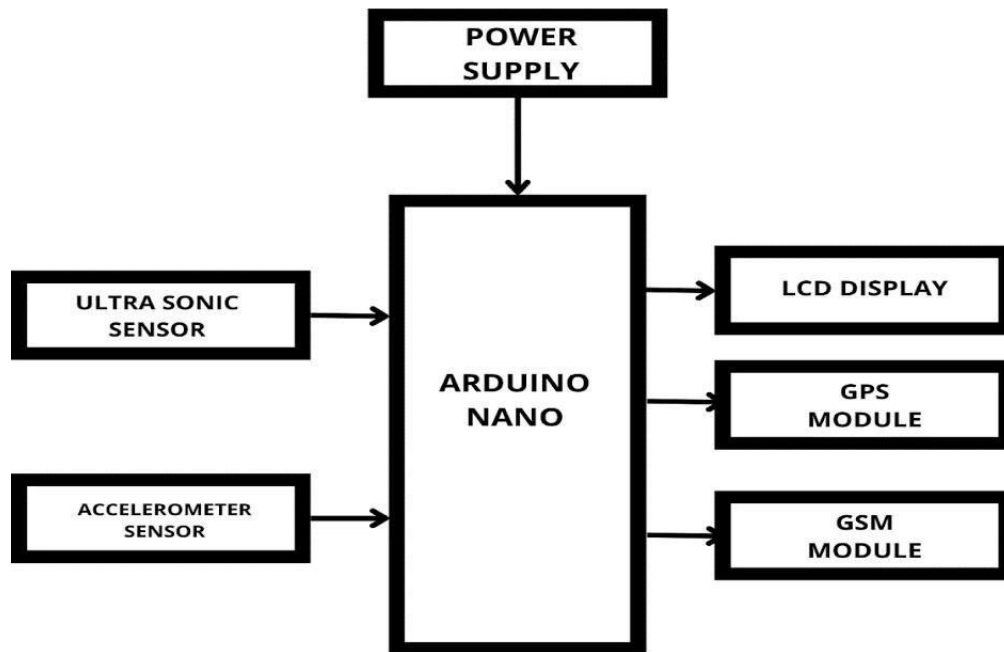 POWER
SUPPLY
ULTRA SONIC
SENSOR
ACCELEROMETER
SENSOR
ARDUINO
NANO
LCD DISPLAY
GPS
MODULE
GSM
MODULE